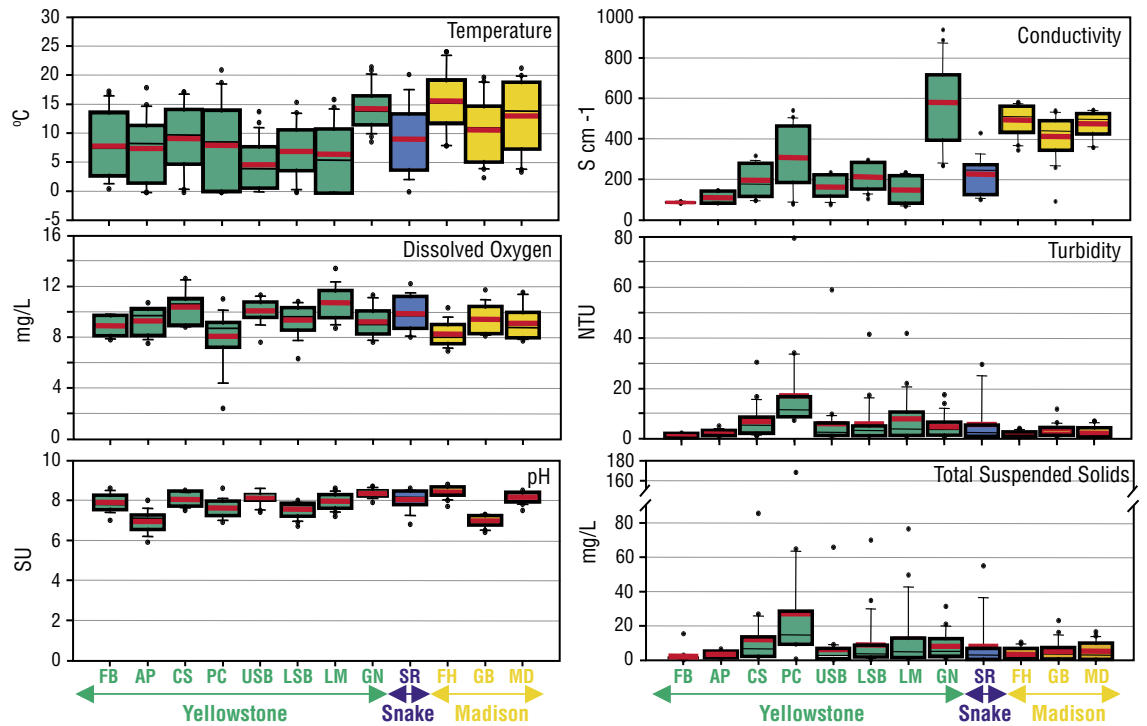 Temperature
30
25
20
15
10
5
0
-5
ºC
Conductivity
1000
800
600
400
200
0
S cm -1
Dissolved Oxygen
16
12
8
4
0
mg/L
Turbidity
80
60
40
20
0
NTU
pH
10
8
6
4
2
0
SU
Total Suspended Solids
180
160
80
60
40
20
0
mg/L
FB AP CS PC USB LSB LM GN SR FH GB MD
Yellowstone Snake Madison
FB AP CS PC USB LSB LM GN SR FH GB MD
Yellowstone Snake Madison